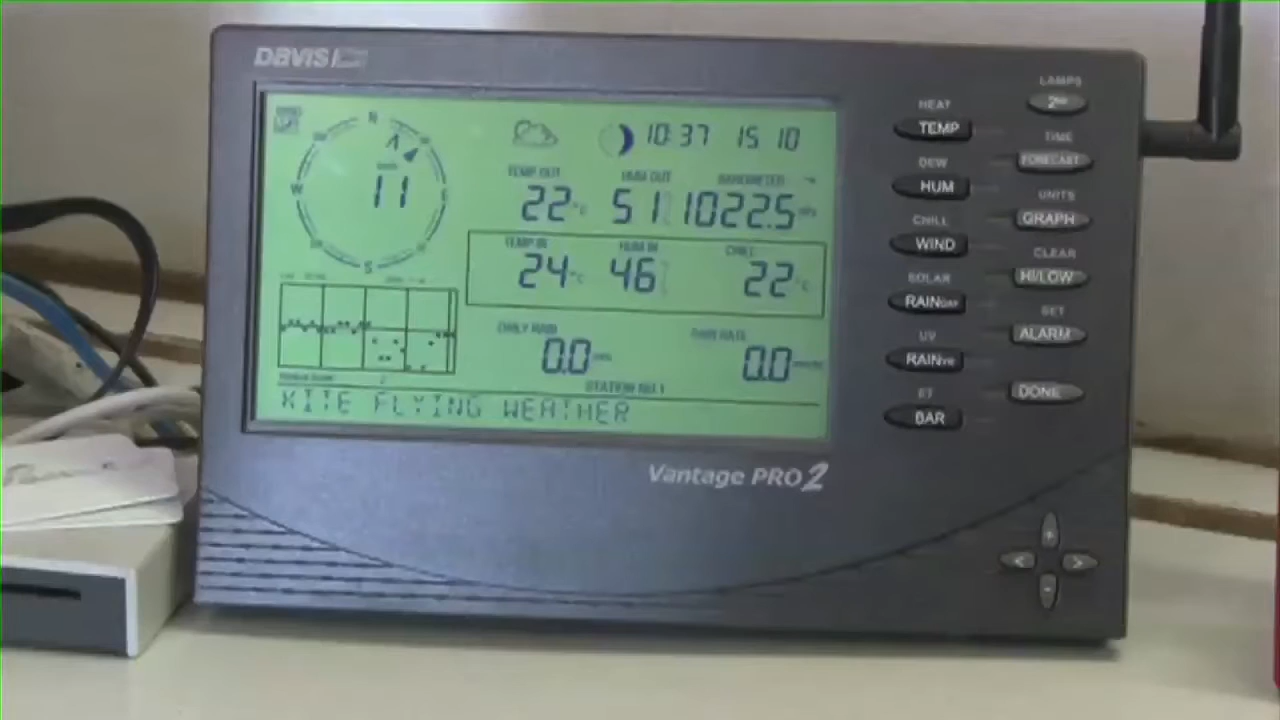 DAVIS
N
10:37 15 10
11
W
E
S
TEMP OUT HUM OUT BAROMETER
22°C 51 1022.5
TEMP IN HUM IN CHILL
24°C 46 22°C
DAILY RAIN RAIN RATE
0.0 0.0
STATION NO.1
KITE FLYING WEATHER
Vantage PRO2
HEAT
TEMP
DEW
HUM
CHILL
WIND
SOLAR
RAIN DAY
UV
RAIN YR
ET
BAR
LAMPS
2ND
TIME
FORECAST
UNITS
GRAPH
CLEAR
HI/LOW
SET
ALARM
DONE
+
< >
-